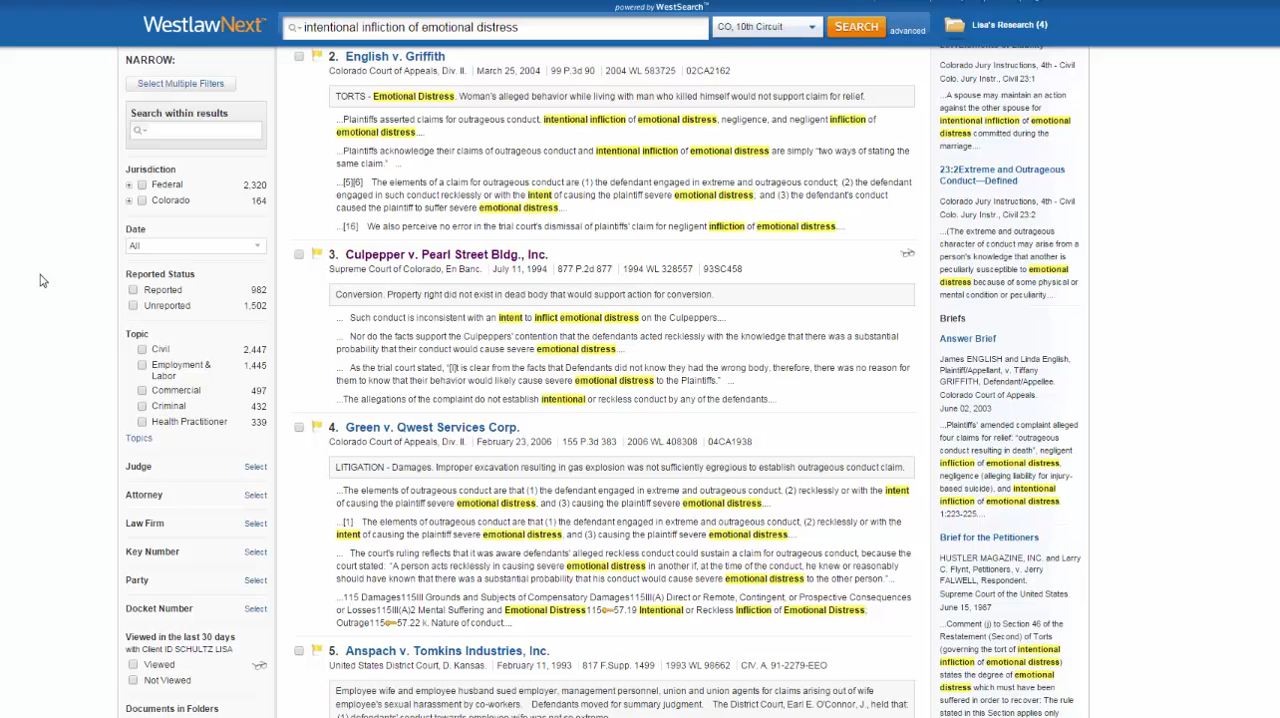 powered by WestSearch™
WestlawNext™
intentional infliction of emotional distress
CO, 10th Circuit
SEARCH
advanced
Lisa's Research (4)
NARROW:
Select Multiple Filters
Search within results
Jurisdiction
Federal 2,320
Colorado 164
Date
All
Reported Status
Reported 982
Unreported 1,502
Topic
Civil 2,447
Employment & 1,445
Labor
Commercial 497
Criminal 432
Health Practitioner 339
Topics
Judge Select
Attorney Select
Law Firm Select
Key Number Select
Party Select
Docket Number Select
Viewed in the last 30 days
with Client ID SCHULTZ LISA
Viewed
Not Viewed
Documents in Folders
2. English v. Griffith
Colorado Court of Appeals, Div. II. | March 25, 2004 | 99 P.3d 90 | 2004 WL 583725 | 02CA2162
TORTS - Emotional Distress. Woman's alleged behavior while living with man who killed himself would not support claim for relief.
...Plaintiffs asserted claims for outrageous conduct, intentional infliction of emotional distress, negligence, and negligent infliction of
emotional distress....
...Plaintiffs acknowledge their claims of outrageous conduct and intentional infliction of emotional distress are simply "two ways of stating the
same claim." ...
...[5][6] The elements of a claim for outrageous conduct are (1) the defendant engaged in extreme and outrageous conduct; (2) the defendant
engaged in such conduct recklessly or with the intent of causing the plaintiff severe emotional distress, and (3) the defendant's conduct
caused the plaintiff to suffer severe emotional distress....
...[16] We also perceive no error in the trial court's dismissal of plaintiffs' claim for negligent infliction of emotional distress....
3. Culpepper v. Pearl Street Bldg., Inc.
Supreme Court of Colorado, En Banc. | July 11, 1994 | 877 P.2d 877 | 1994 WL 328557 | 93SC458
Conversion. Property right did not exist in dead body that would support action for conversion.
... Such conduct is inconsistent with an intent to inflict emotional distress on the Culpeppers....
... Nor do the facts support the Culpeppers' contention that the defendants acted recklessly with the knowledge that there was a substantial
probability that their conduct would cause severe emotional distress....
... As the trial court stated, "[i]t is clear from the facts that Defendants did not know they had the wrong body, therefore, there was no reason for
them to know that their behavior would likely cause severe emotional distress to the Plaintiffs." ...
...The allegations of the complaint do not establish intentional or reckless conduct by any of the defendants....
4. Green v. Qwest Services Corp.
Colorado Court of Appeals, Div. II. | February 23, 2006 | 155 P.3d 383 | 2006 WL 408308 | 04CA1938
LITIGATION - Damages. Improper excavation resulting in gas explosion was not sufficiently egregious to establish outrageous conduct claim.
...The elements of outrageous conduct are that (1) the defendant engaged in extreme and outrageous conduct, (2) recklessly or with the intent
of causing the plaintiff severe emotional distress, and (3) causing the plaintiff severe emotional distress....
...[1] The elements of outrageous conduct are that (1) the defendant engaged in extreme and outrageous conduct, (2) recklessly or with the
intent of causing the plaintiff severe emotional distress, and (3) causing the plaintiff severe emotional distress....
... The court's ruling reflects that it was aware defendants' alleged reckless conduct could sustain a claim for outrageous conduct, because the
court stated: "A person acts recklessly in causing severe emotional distress in another if, at the time of the conduct, he knew or reasonably
should have known that there was a substantial probability that his conduct would cause severe emotional distress to the other person."...
...115 Damages115III Grounds and Subjects of Compensatory Damages115III(A) Direct or Remote, Contingent, or Prospective Consequences
or Losses115III(A)2 Mental Suffering and Emotional Distress115 57.19 Intentional or Reckless Infliction of Emotional Distress:
Outrage115 57.22 k. Nature of conduct....
5. Anspach v. Tomkins Industries, Inc.
United States District Court, D. Kansas. | February 11, 1993 | 817 F.Supp. 1499 | 1993 WL 98662 | CIV. A. 91-2279-EEO
Employee wife and employee husband sued employer, management personnel, union and union agents for claims arising out of wife
employee's sexual harassment by co-workers. Defendants moved for summary judgment. The District Court, Earl E. O'Connor, J., held that:
(1) defendants' conduct towards employee wife was not so extreme
Colorado Jury Instructions, 4th - Civil
Colo. Jury Instr., Civil 23:1
...A spouse may maintain an
action against the other spouse for
intentional infliction of emotional
distress committed during the
marriage....
23:2Extreme and Outrageous
Conduct—Defined
Colorado Jury Instructions, 4th - Civil
Colo. Jury Instr., Civil 23:2
...(The extreme and outrageous
character of conduct may arise from a
person's knowledge that another is
peculiarly susceptible to emotional
distress because of some physical or
mental condition or peculiarity....
Briefs
Answer Brief
James ENGLISH and Linda English,
Plaintiff/Appellant, v. Tiffany
GRIFFITH, Defendant/Appellee.
Colorado Court of Appeals.
June 02, 2003
...Plaintiffs' amended complaint alleged
four claims for relief: "outrageous
conduct resulting in death", negligent
infliction of emotional distress,
negligence (alleging liability for injury-
based suicide), and intentional
infliction of emotional distress.
1:223-225....
Brief for the Petitioners
HUSTLER MAGAZINE, INC. and Larry
C. Flynt, Petitioners, v. Jerry
FALWELL, Respondent.
Supreme Court of the United States.
June 15, 1987
...Comment (j) to Section 46 of the
Restatement (Second) of Torts
(governing the tort of intentional
infliction of emotional distress)
states the degree of emotional
distress which must have been
suffered in order to recover: The rule
stated in this Section applies only